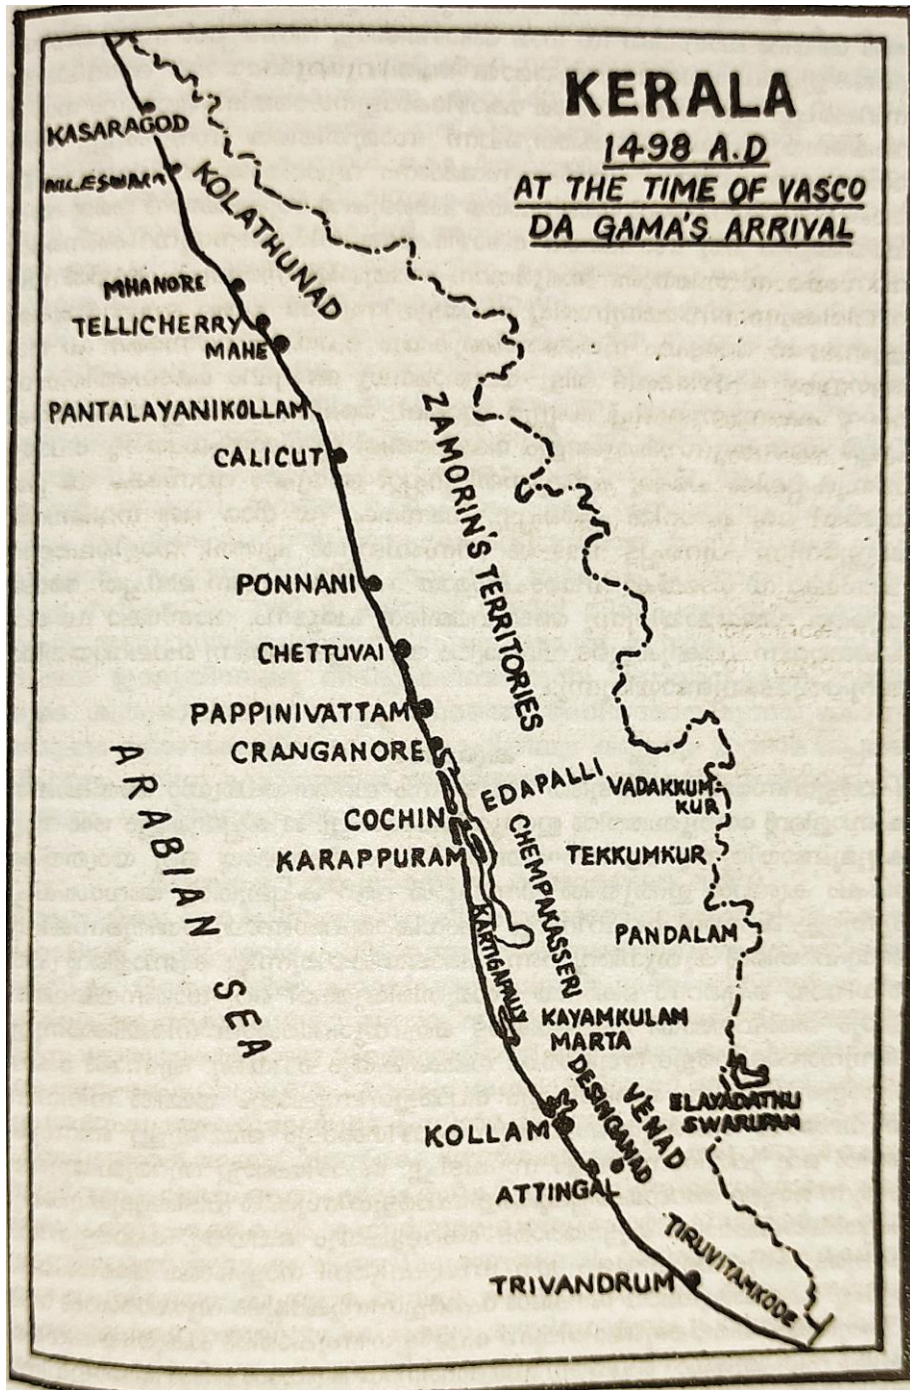 KERALA
1498 A.D
AT THE TIME OF VASCO
DA GAMA'S ARRIVAL
KASARAGOD
NILESWARA
KOLATHUNAD
MHANORE
TELLICHERRY
MAHE
PANTALAYANIKOLLAM
CALICUT
ZAMORIN'S TERRITORIES
PONNANI
CHETTUVAI
PAPPINIVATTAM
CRANGANORE
EDAPALLI
VADAKKUM-
KUR
COCHIN
KARAPPURAM
CHEMPAKASSERI
TEKKUMKUR
KARTIGAPALLY
PANDALAM
ARABIAN SEA
KAYAMKULAM
MARTA
DESINGANAD
VENAD
ELAYADATHU
SWARUPAM
KOLLAM
ATTINGAL
TIRUVITAMKODE
TRIVANDRUM